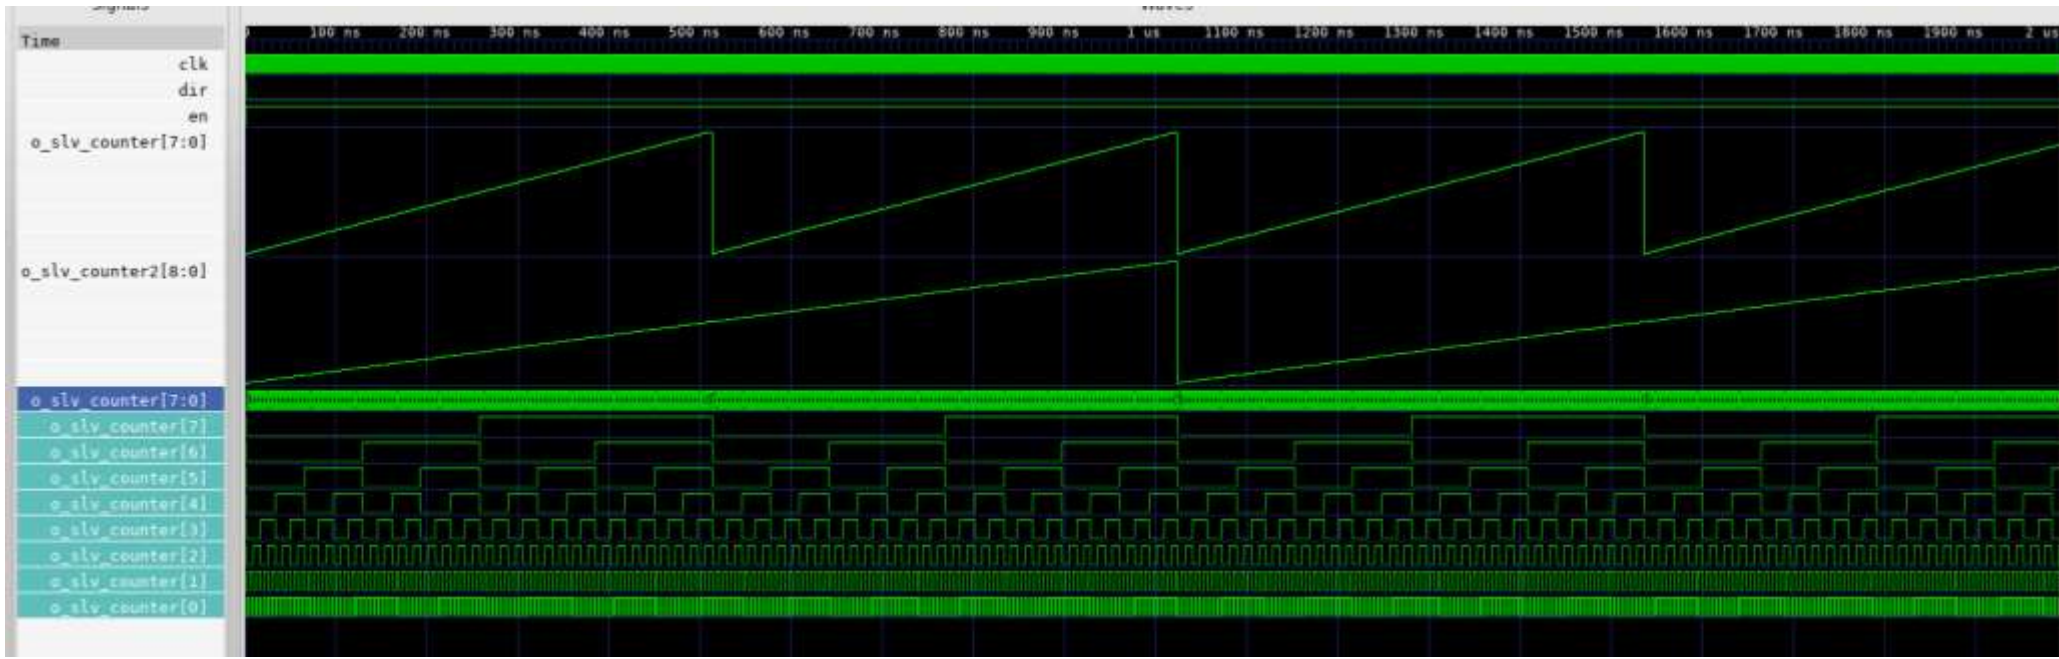 Signals
Waves
Time
100 ns 200 ns 300 ns 400 ns 500 ns 600 ns 700 ns 800 ns 900 ns 1 us 1100 ns 1200 ns 1300 ns 1400 ns 1500 ns 1600 ns 1700 ns 1800 ns 1900 ns 2 us
clk
dir
en
o_slv_counter[7:0]
o_slv_counter2[8:0]
o_slv_counter[7:0]
o_slv_counter[7]
o_slv_counter[6]
o_slv_counter[5]
o_slv_counter[4]
o_slv_counter[3]
o_slv_counter[2]
o_slv_counter[1]
o_slv_counter[0]